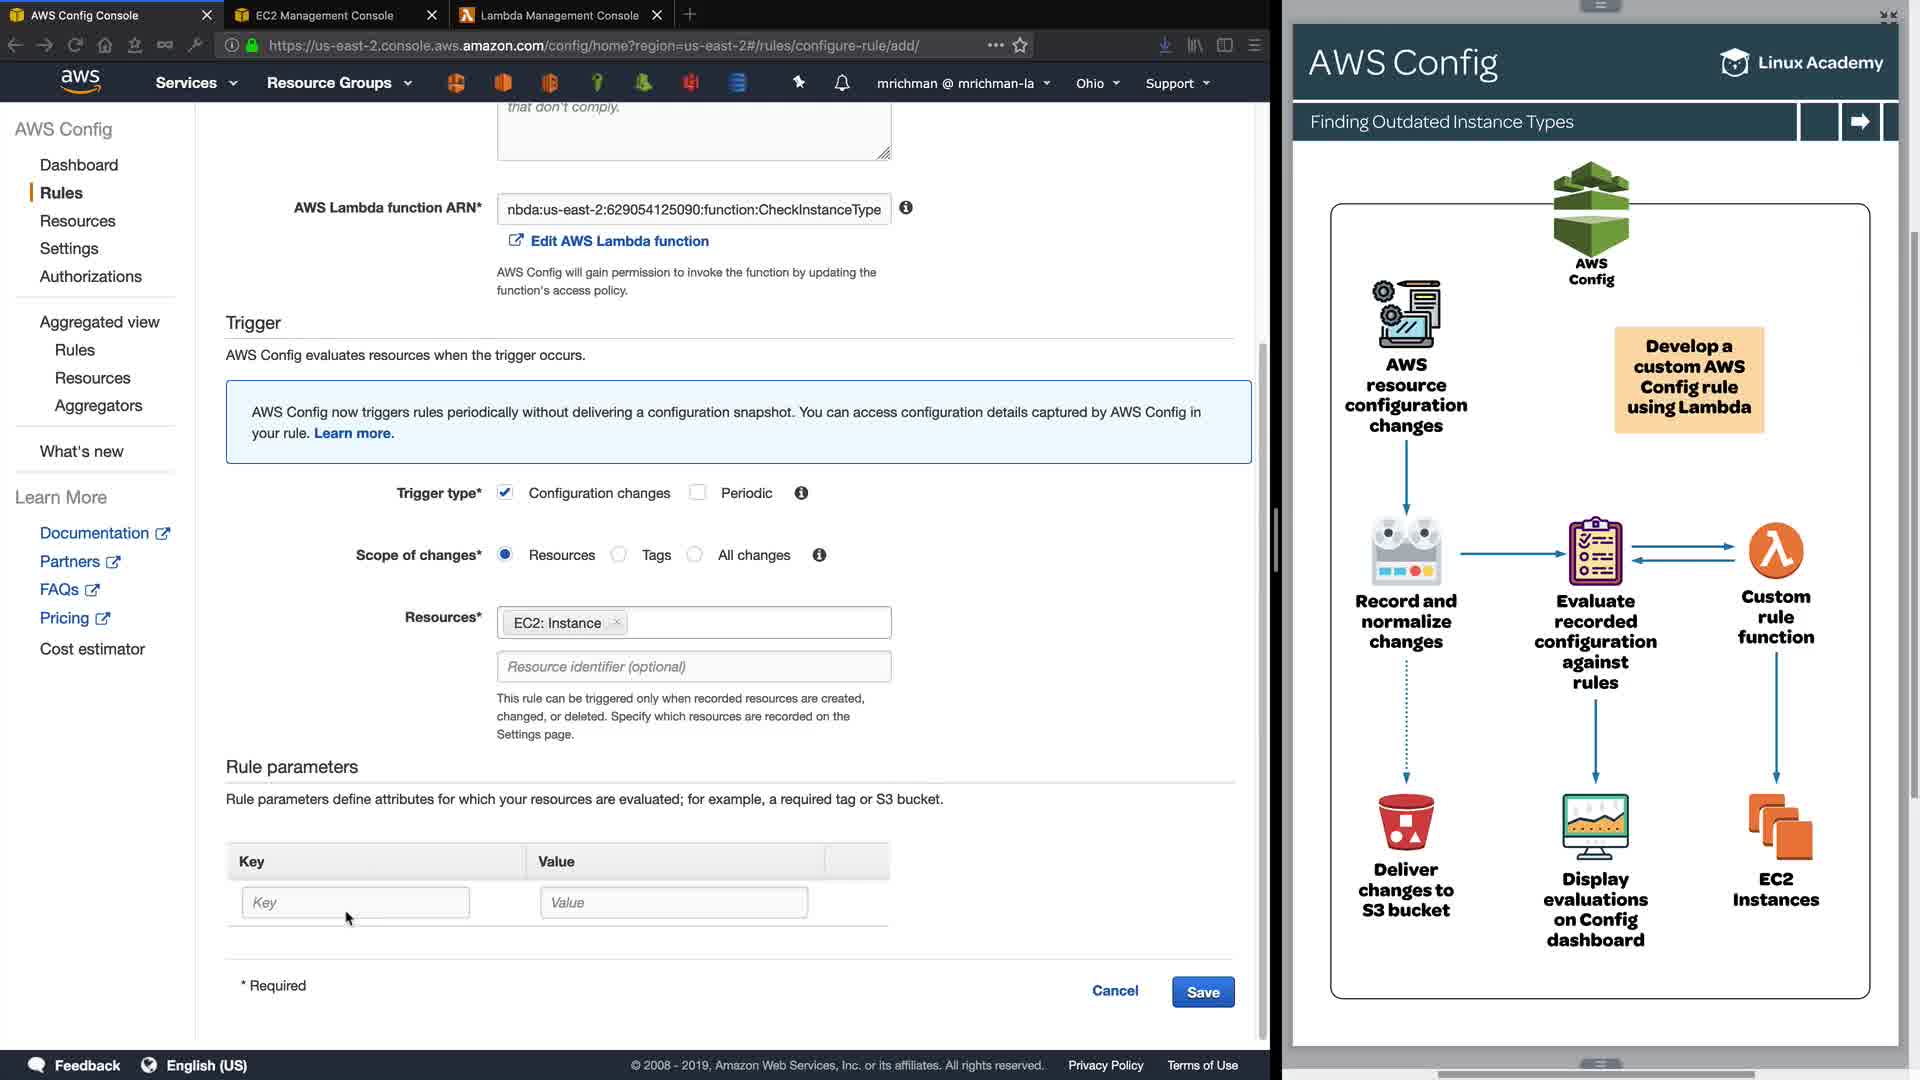 AWS Config Console
EC2 Management Console
Lambda Management Console
https://us-east-2.console.aws.amazon.com/config/home?region=us-east-2#/rules/configure-rule/add/
aws
Services
Resource Groups
mrichman @ mrichman-la
Ohio
Support
AWS Config
Dashboard
Rules
Resources
Settings
Authorizations
Aggregated view
Rules
Resources
Aggregators
What's new
Learn More
Documentation
Partners
FAQs
Pricing
Cost estimator
that don't comply.
AWS Lambda function ARN*
nbda:us-east-2:629054125090:function:CheckInstanceType
Edit AWS Lambda function
AWS Config will gain permission to invoke the function by updating the
function's access policy.
Trigger
AWS Config evaluates resources when the trigger occurs.
AWS Config now triggers rules periodically without delivering a configuration snapshot. You can access configuration details captured by AWS Config in
your rule. Learn more.
Trigger type*
Configuration changes
Periodic
Scope of changes*
Resources
Tags
All changes
Resources*
EC2: Instance
Resource identifier (optional)
This rule can be triggered only when recorded resources are created,
changed, or deleted. Specify which resources are recorded on the
Settings page.
Rule parameters
Rule parameters define attributes for which your resources are evaluated; for example, a required tag or S3 bucket.
Key
Value
Key
Value
* Required
Cancel
Save
Feedback
English (US)
© 2008 - 2019, Amazon Web Services, Inc. or its affiliates. All rights reserved.
Privacy Policy
Terms of Use
AWS Config
Linux Academy
Finding Outdated Instance Types
AWS
Config
AWS
resource
configuration
changes
Develop a
custom AWS
Config rule
using Lambda
Record and
normalize
changes
Evaluate
recorded
configuration
against
rules
Custom
rule
function
Deliver
changes to
S3 bucket
Display
evaluations
on Config
dashboard
EC2
Instances